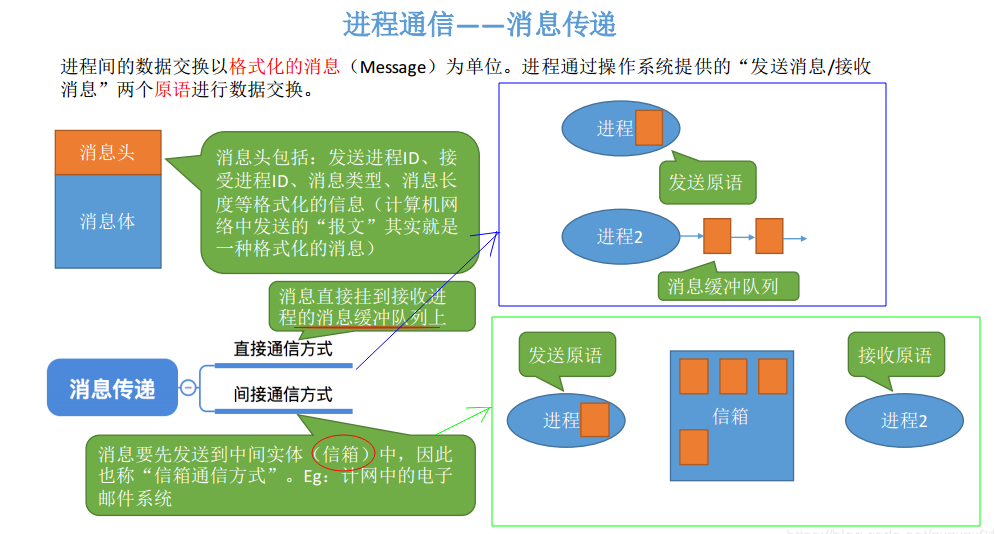 进程通信——消息传递
进程间的数据交换以格式化的消息（Message）为单位。进程通过操作系统提供的“发送消息/接收
消息”两个原语进行数据交换。
消息头
消息体
消息头包括：发送进程ID、接
受进程ID、消息类型、消息长
度等格式化的信息（计算机网
络中发送的“报文”其实就是
一种格式化的消息）
进程
发送原语
进程2
消息缓冲队列
消息直接挂到接收进
程的消息缓冲队列上
直接通信方式
消息传递
间接通信方式
消息要先发送到中间实体（信箱）中，因此
也称“信箱通信方式”。Eg：计网中的电子
邮件系统
发送原语
进程
信箱
接收原语
进程2